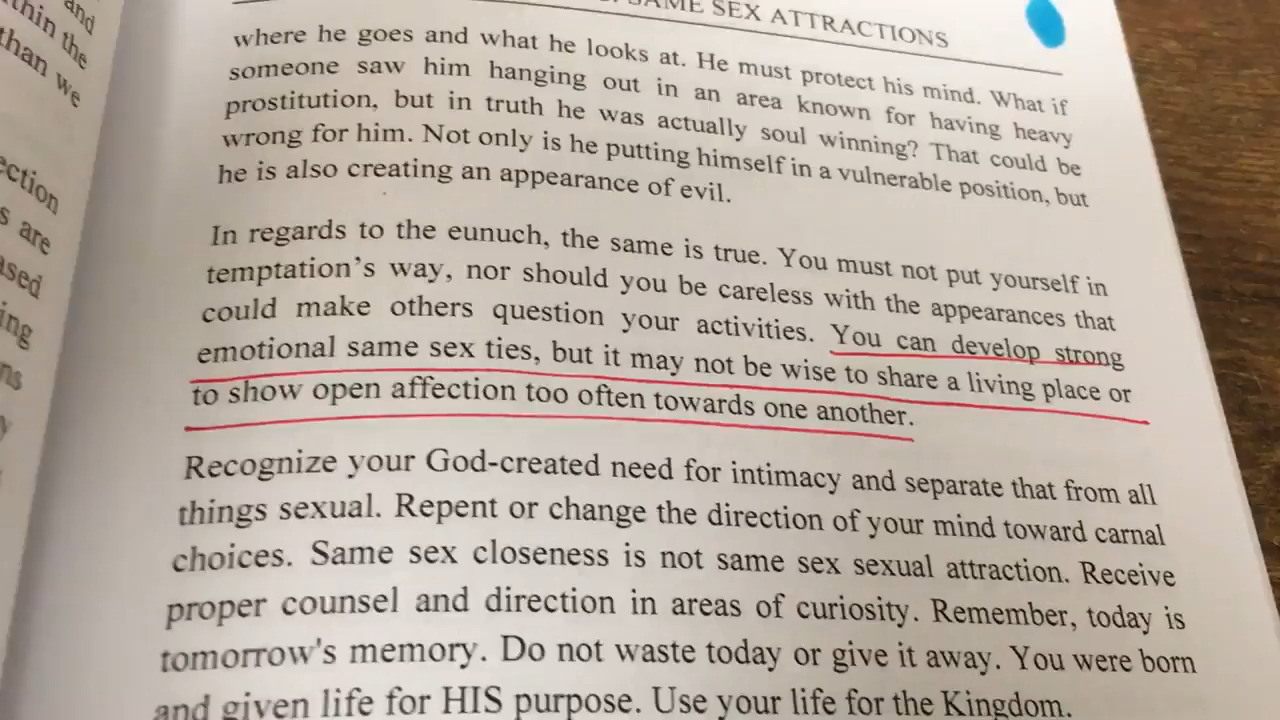 SAME SEX ATTRACTIONS
where he goes and what he looks at. He must protect his mind. What if
someone saw him hanging out in an area known for having heavy
prostitution, but in truth he was actually soul winning? That could be
wrong for him. Not only is he putting himself in a vulnerable position, but
he is also creating an appearance of evil.
In regards to the eunuch, the same is true. You must not put yourself in
temptation's way, nor should you be careless with the appearances that
could make others question your activities. You can develop strong
emotional same sex ties, but it may not be wise to share a living place or
to show open affection too often towards one another.
Recognize your God-created need for intimacy and separate that from all
things sexual. Repent or change the direction of your mind toward carnal
choices. Same sex closeness is not same sex sexual attraction. Receive
proper counsel and direction in areas of curiosity. Remember, today is
tomorrow's memory. Do not waste today or give it away. You were born
and given life for HIS purpose. Use your life for the Kingdom.
and
the
than we
are